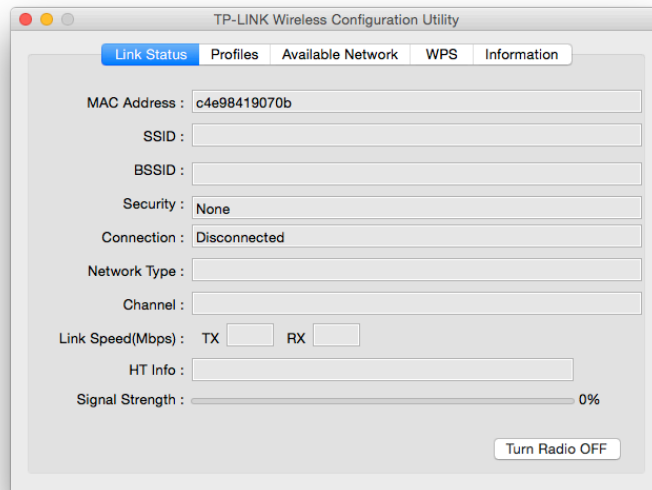 TP-LINK Wireless Configuration Utility
Link Status Profiles Available Network WPS Information
MAC Address : c4e98419070b
SSID :
BSSID :
Security : None
Connection : Disconnected
Network Type :
Channel :
Link Speed(Mbps) : TX RX
HT Info :
Signal Strength : 0%
Turn Radio OFF